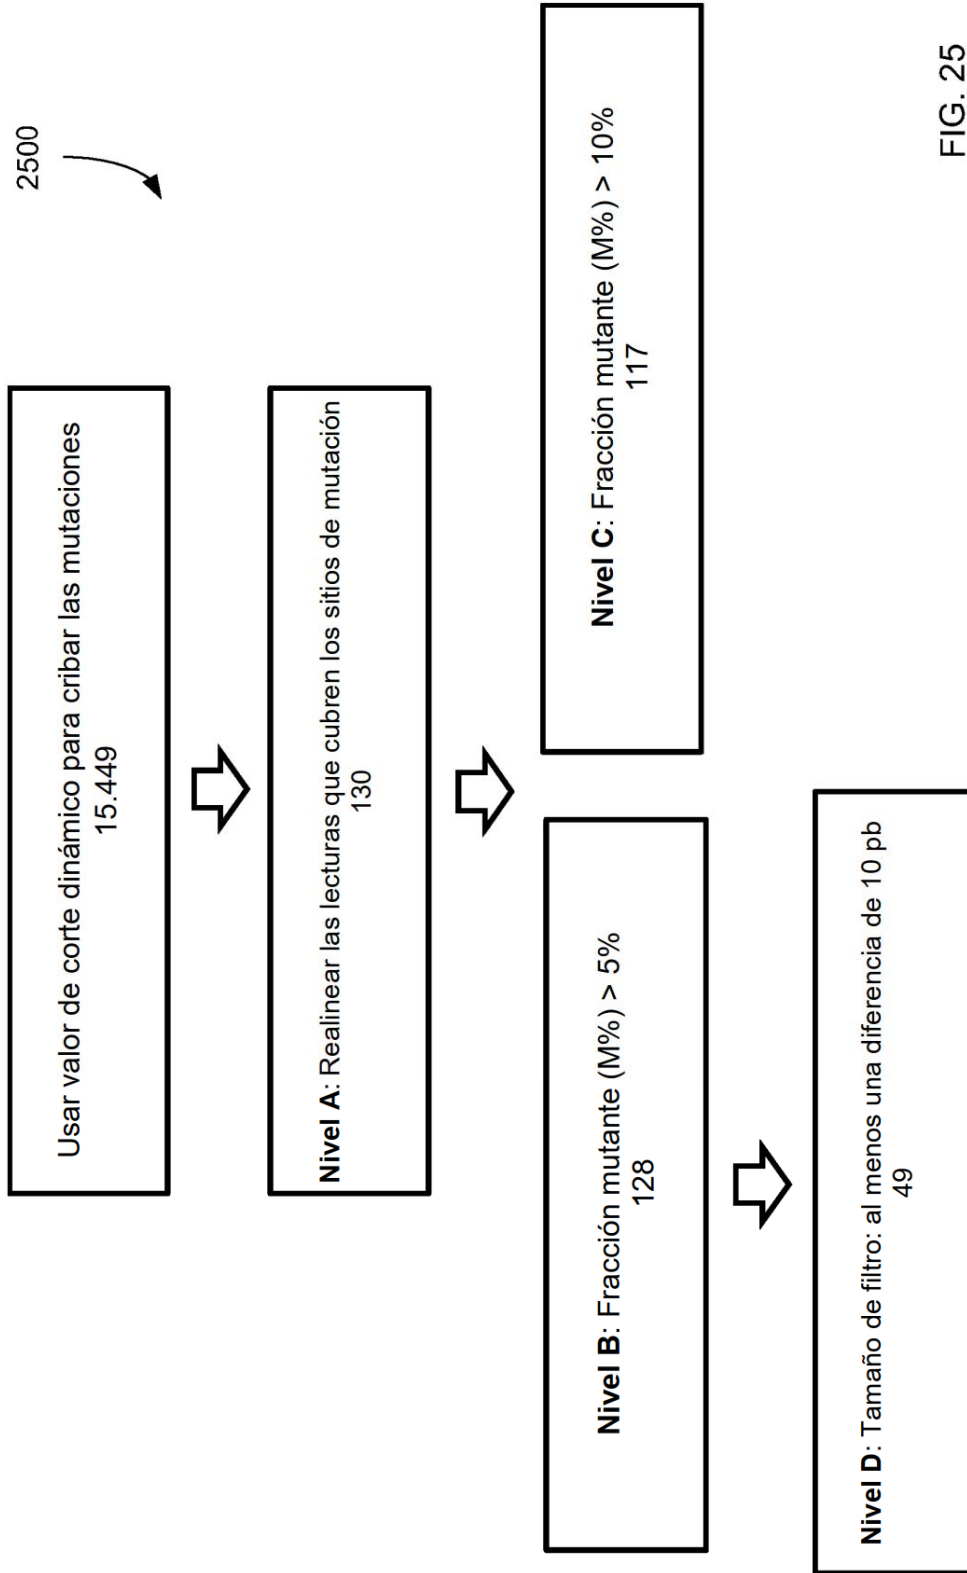 2500
Usar valor de corte dinámico para cribar las mutaciones
15.449
Nivel A: Realinear las lecturas que cubren los sitios de mutación
130
Nivel B: Fracción mutante (M%) > 5%
128
Nivel C: Fracción mutante (M%) > 10%
117
Nivel D: Tamaño de filtro: al menos una diferencia de 10 pb
49
FIG. 25